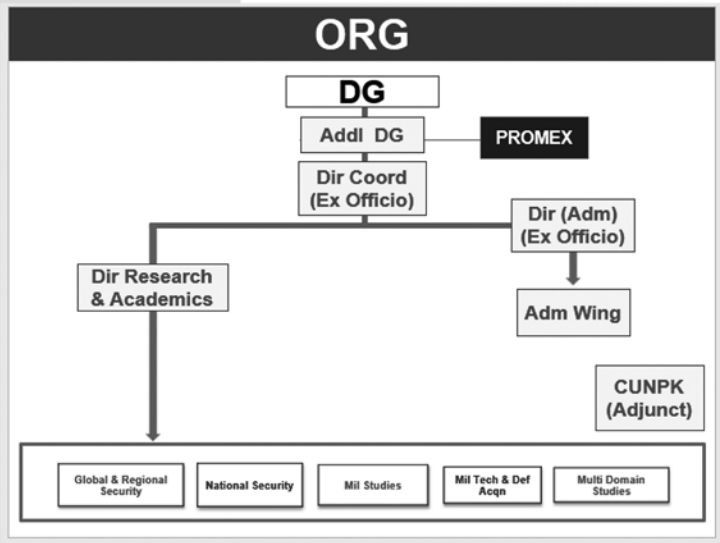 ORG
DG
Addl DG
PROMEX
Dir Coord
(Ex Officio)
Dir (Adm)
(Ex Officio)
Dir Research
& Academics
Adm Wing
CUNPK
(Adjunct)
Global & Regional
Security
National Security
Mil Studies
Mil Tech & Def
Acqn
Multi Domain
Studies